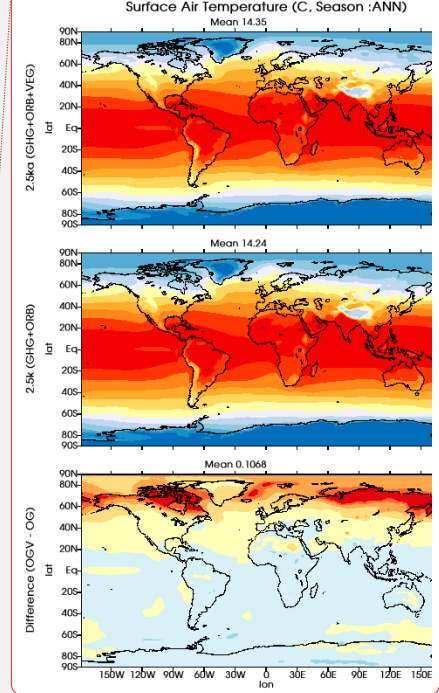 Surface Air Temperature (C, Season :ANN)
Mean 14.35
90N
80N
60N
40N
20N
Eq
20S
40S
60S
80S
90S
lat
2.5ka (GHG+ORB+VEG)
Mean 14.24
90N
80N
60N
40N
20N
Eq
20S
40S
60S
80S
90S
lat
2.5k (GHG+ORB)
Mean 0.1068
90N
80N
60N
40N
20N
Eq
20S
40S
60S
80S
90S
lat
Difference (OGV - OG)
150W 120W 90W 60W 30W 0 30E 60E 90E 120E 150E
lon